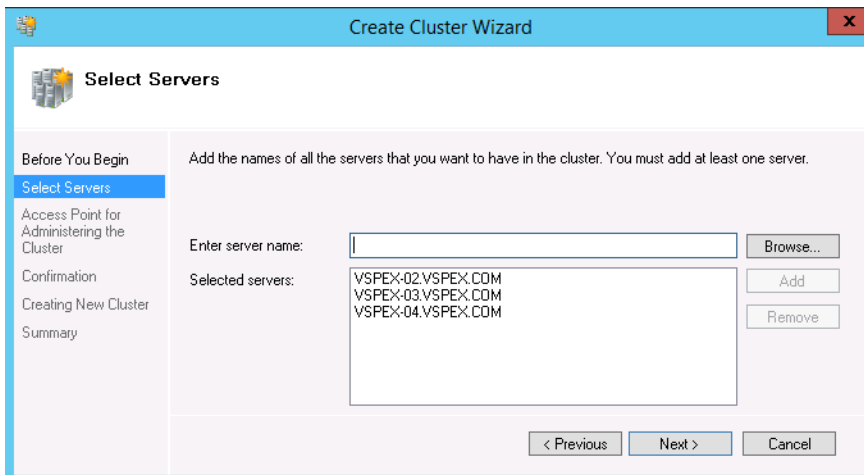 Create Cluster Wizard
x
Select Servers
Before You Begin
Select Servers
Access Point for
Administering the
Cluster
Confirmation
Creating New Cluster
Summary
Add the names of all the servers that you want to have in the cluster. You must add at least one server.
Enter server name:
Browse...
Selected servers:
VSPEX-02.VSPEX.COM
VSPEX-03.VSPEX.COM
VSPEX-04.VSPEX.COM
Add
Remove
< Previous
Next >
Cancel